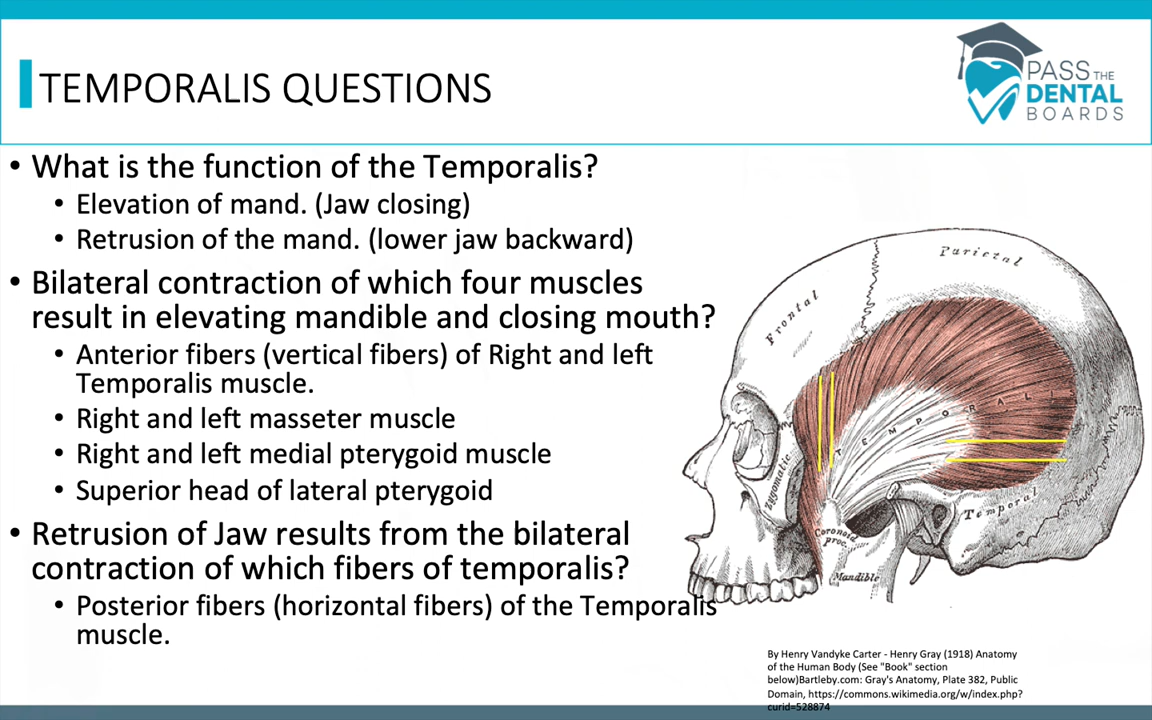 TEMPORALIS QUESTIONS
PASS THE
DENTAL
BOARDS
• What is the function of the Temporalis?
• Elevation of mand. (Jaw closing)
• Retrusion of the mand. (lower jaw backward)
• Bilateral contraction of which four muscles
result in elevating mandible and closing mouth?
• Anterior fibers (vertical fibers) of Right and left
Temporalis muscle.
• Right and left masseter muscle
• Right and left medial pterygoid muscle
• Superior head of lateral pterygoid
• Retrusion of Jaw results from the bilateral
contraction of which fibers of temporalis?
• Posterior fibers (horizontal fibers) of the Temporalis
muscle.
Parietal
Frontal
TEMPORALIS
Zygomatic
Temporal
Coronoid
proc.
Mandible
By Henry Vandyke Carter - Henry Gray (1918) Anatomy
of the Human Body (See "Book" section
below)Bartleby.com: Gray's Anatomy, Plate 382, Public
Domain, https://commons.wikimedia.org/w/index.php?
curid=528874